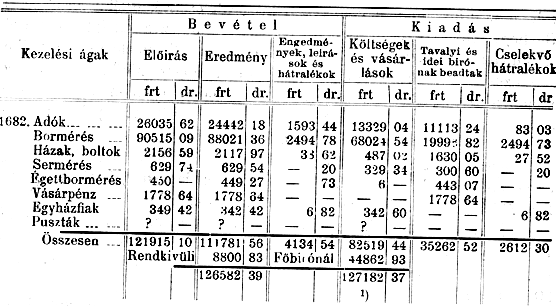 Bevétel Kiadás
Kezelési ágak Előirás Eredmény Engedmények, leirások és hátralékok Költségek és vásárlások Tavalyi és idei birónak beadtak Cselekvő hátralékok
frt dr. frt dr. frt dr. frt dr. frt dr. frt dr.
1682. Adók 26035 62 24442 18 1593 44 13329 04 11113 24 83 03
Bormérés 90515 09 88021 36 2494 78 68024 54 19996 82 2494 73
Házak, boltok 2156 59 2117 97 38 62 487 02 1630 05 27 52
Sermérés 629 74 629 54 — 20 329 34 300 60 — 20
Égettbormérés 450 — 449 27 — 73 6 — 443 07 —
Vásárpénz 1778 64 1778 64 — — 1778 64 —
Egyházfiak 349 42 342 42 6 82 342 60 — 6 82
Puszták ? — — — ? — —
Összesen 121915 10 111781 56 4134 54 82519 44 35262 52 2612 30
Rendkivüli 8800 83 Főbirónál 44862 93
126582 39 127182 37
1)